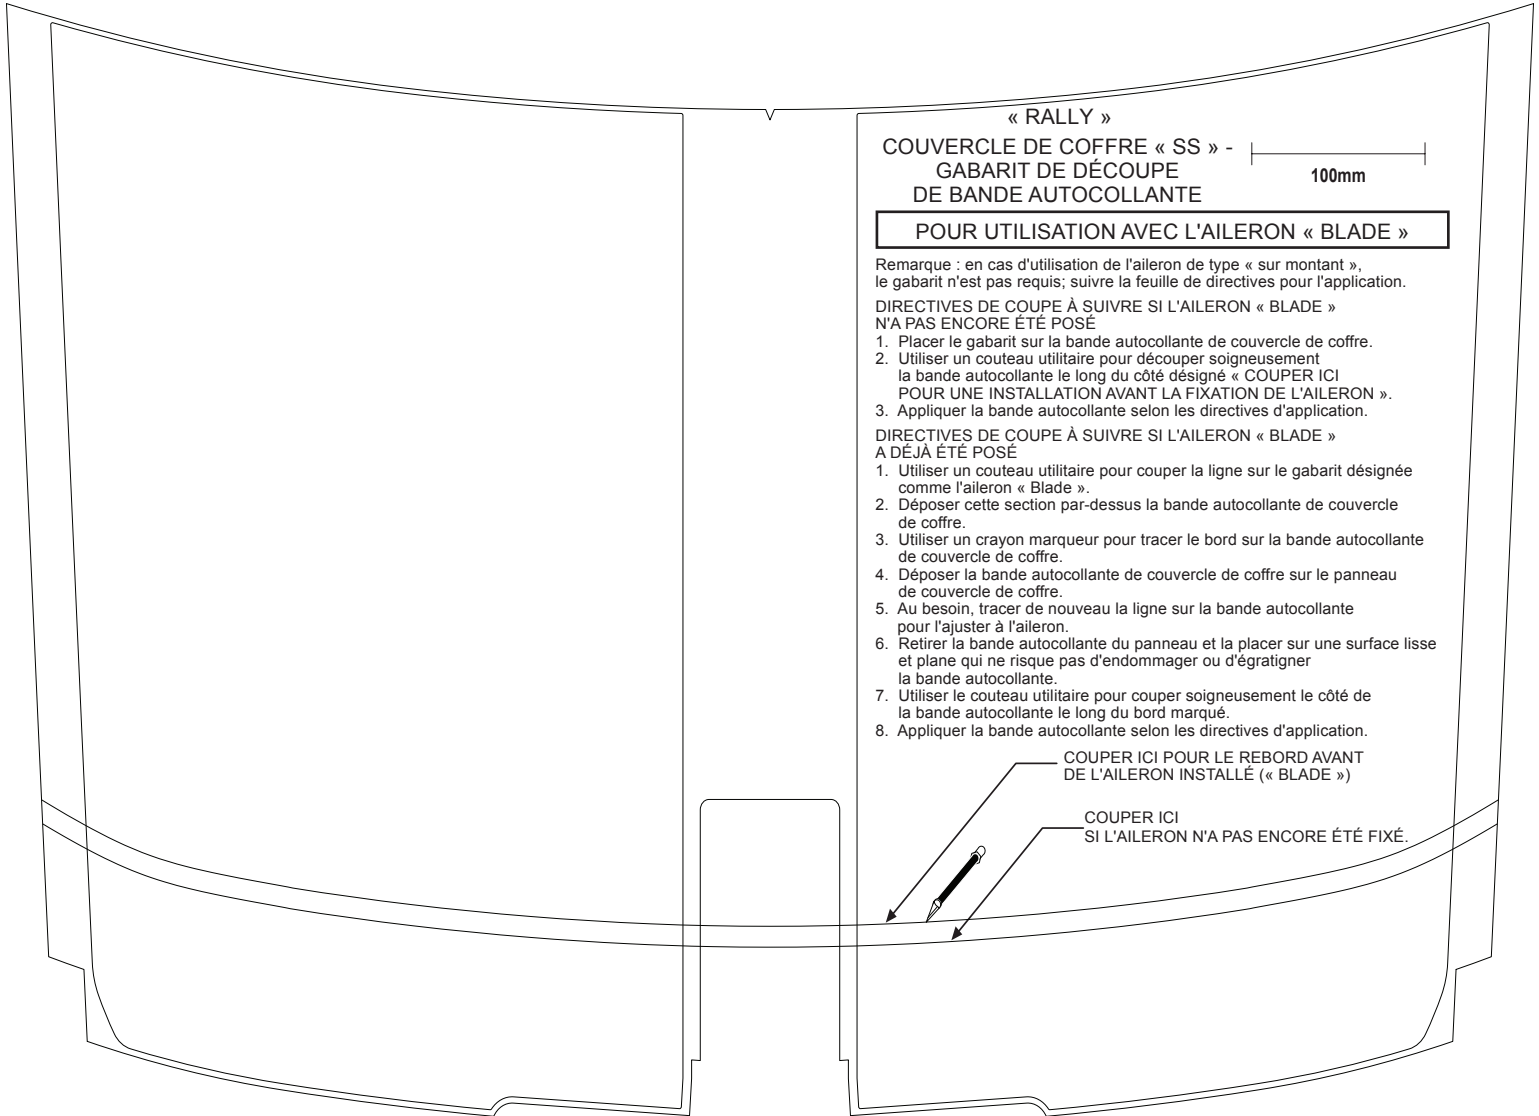 « RALLY »
COUVERCLE DE COFFRE « SS » -
GABARIT DE DÉCOUPE
DE BANDE AUTOCOLLANTE
100mm
POUR UTILISATION AVEC L'AILERON « BLADE »
Remarque : en cas d'utilisation de l'aileron de type « sur montant »,
le gabarit n'est pas requis; suivre la feuille de directives pour l'application.
DIRECTIVES DE COUPE À SUIVRE SI L'AILERON « BLADE »
N'A PAS ENCORE ÉTÉ POSÉ
1. Placer le gabarit sur la bande autocollante de couvercle de coffre.
2. Utiliser un couteau utilitaire pour découper soigneusement
la bande autocollante le long du côté désigné « COUPER ICI
POUR UNE INSTALLATION AVANT LA FIXATION DE L'AILERON ».
3. Appliquer la bande autocollante selon les directives d'application.
DIRECTIVES DE COUPE À SUIVRE SI L'AILERON « BLADE »
A DÉJÀ ÉTÉ POSÉ
1. Utiliser un couteau utilitaire pour couper la ligne sur le gabarit désignée
comme l'aileron « Blade ».
2. Déposer cette section par-dessus la bande autocollante de couvercle
de coffre.
3. Utiliser un crayon marqueur pour tracer le bord sur la bande autocollante
de couvercle de coffre.
4. Déposer la bande autocollante de couvercle de coffre sur le panneau
de couvercle de coffre.
5. Au besoin, tracer de nouveau la ligne sur la bande autocollante
pour l'ajuster à l'aileron.
6. Retirer la bande autocollante du panneau et la placer sur une surface lisse
et plane qui ne risque pas d'endommager ou d'égratigner
la bande autocollante.
7. Utiliser le couteau utilitaire pour couper soigneusement le côté de
la bande autocollante le long du bord marqué.
8. Appliquer la bande autocollante selon les directives d'application.
COUPER ICI POUR LE REBORD AVANT
DE L'AILERON INSTALLÉ (« BLADE »)
COUPER ICI
SI L'AILERON N'A PAS ENCORE ÉTÉ FIXÉ.